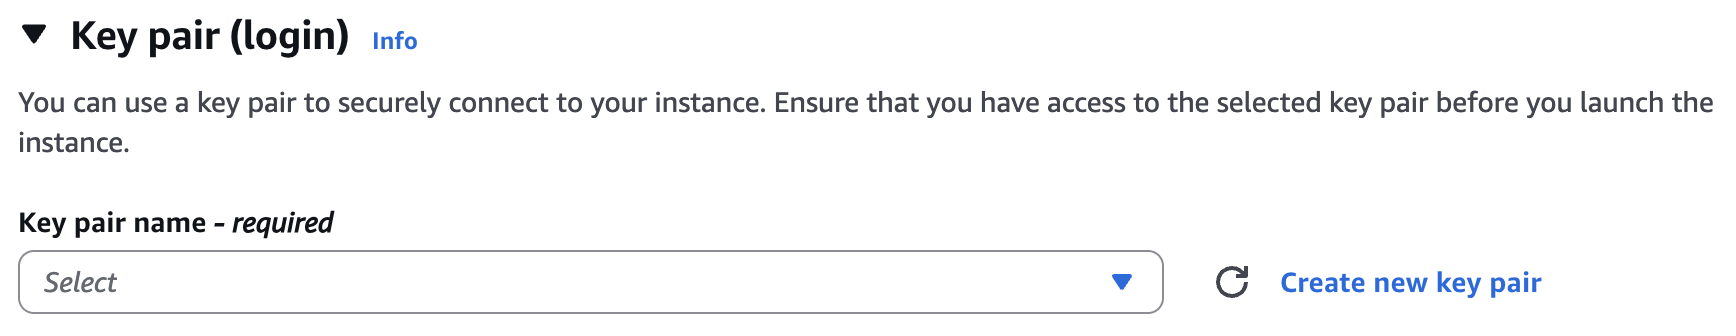 Key pair (login) Info
You can use a key pair to securely connect to your instance. Ensure that you have access to the selected key pair before you launch the
instance.
Key pair name - required
Select
Create new key pair